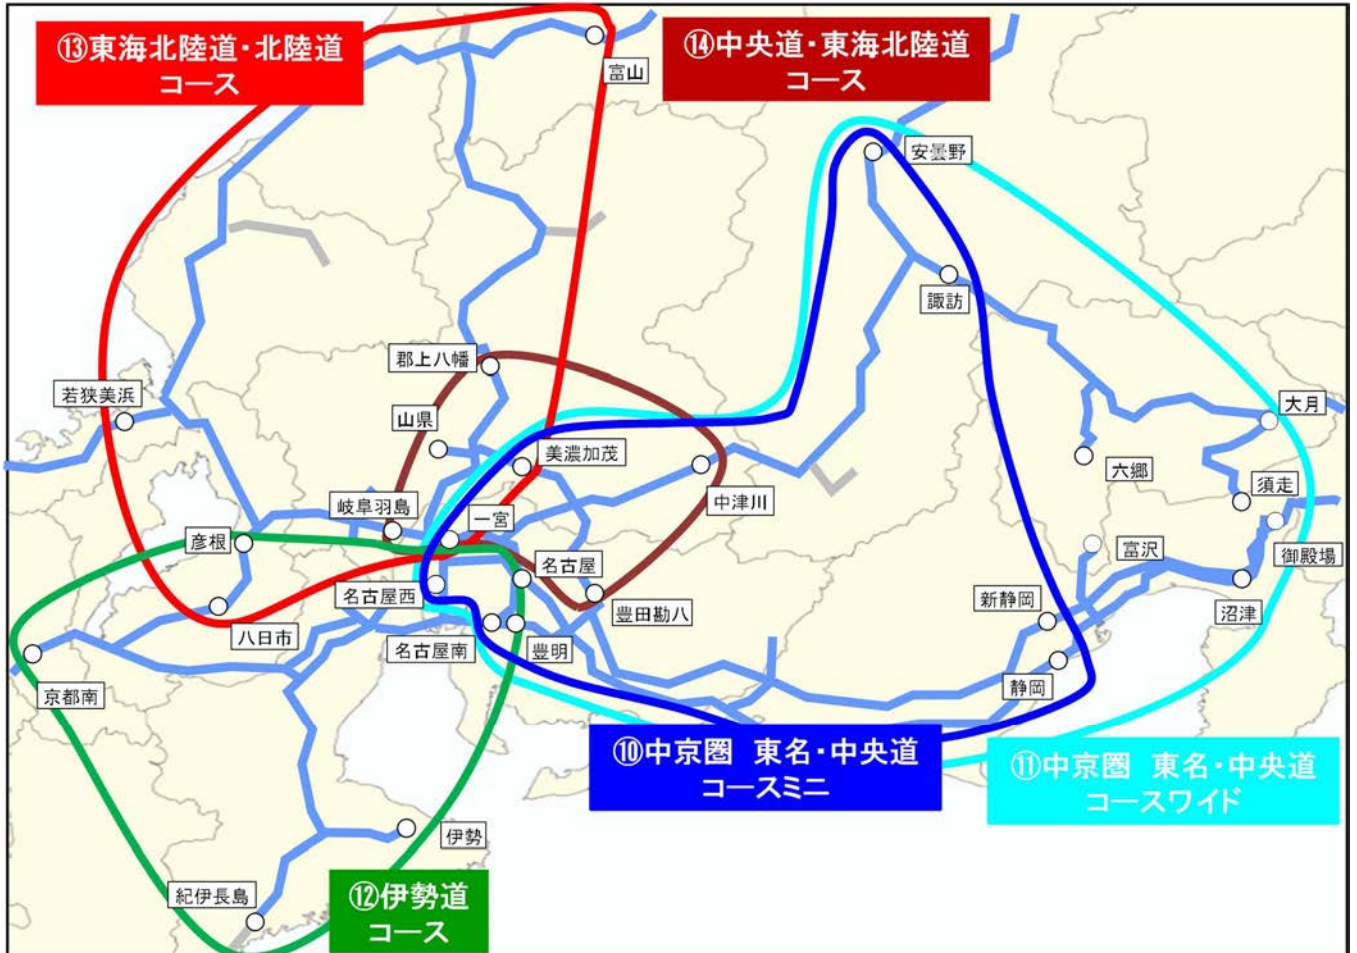 ⑬東海北陸道・北陸道
コース
⑭中央道・東海北陸道
コース
富山
安曇野
諏訪
郡上八幡
若狭美浜
山県
大月
美濃加茂
六郷
中津川
須走
岐阜羽島
一宮
彦根
富沢
御殿場
名古屋
名古屋西
豊田勘八
新静岡
沼津
八日市
名古屋南
豊明
京都南
静岡
⑩中京圏 東名・中央道
コースミニ
⑪中京圏 東名・中央道
コースワイド
伊勢
紀伊長島
⑫伊勢道
コース